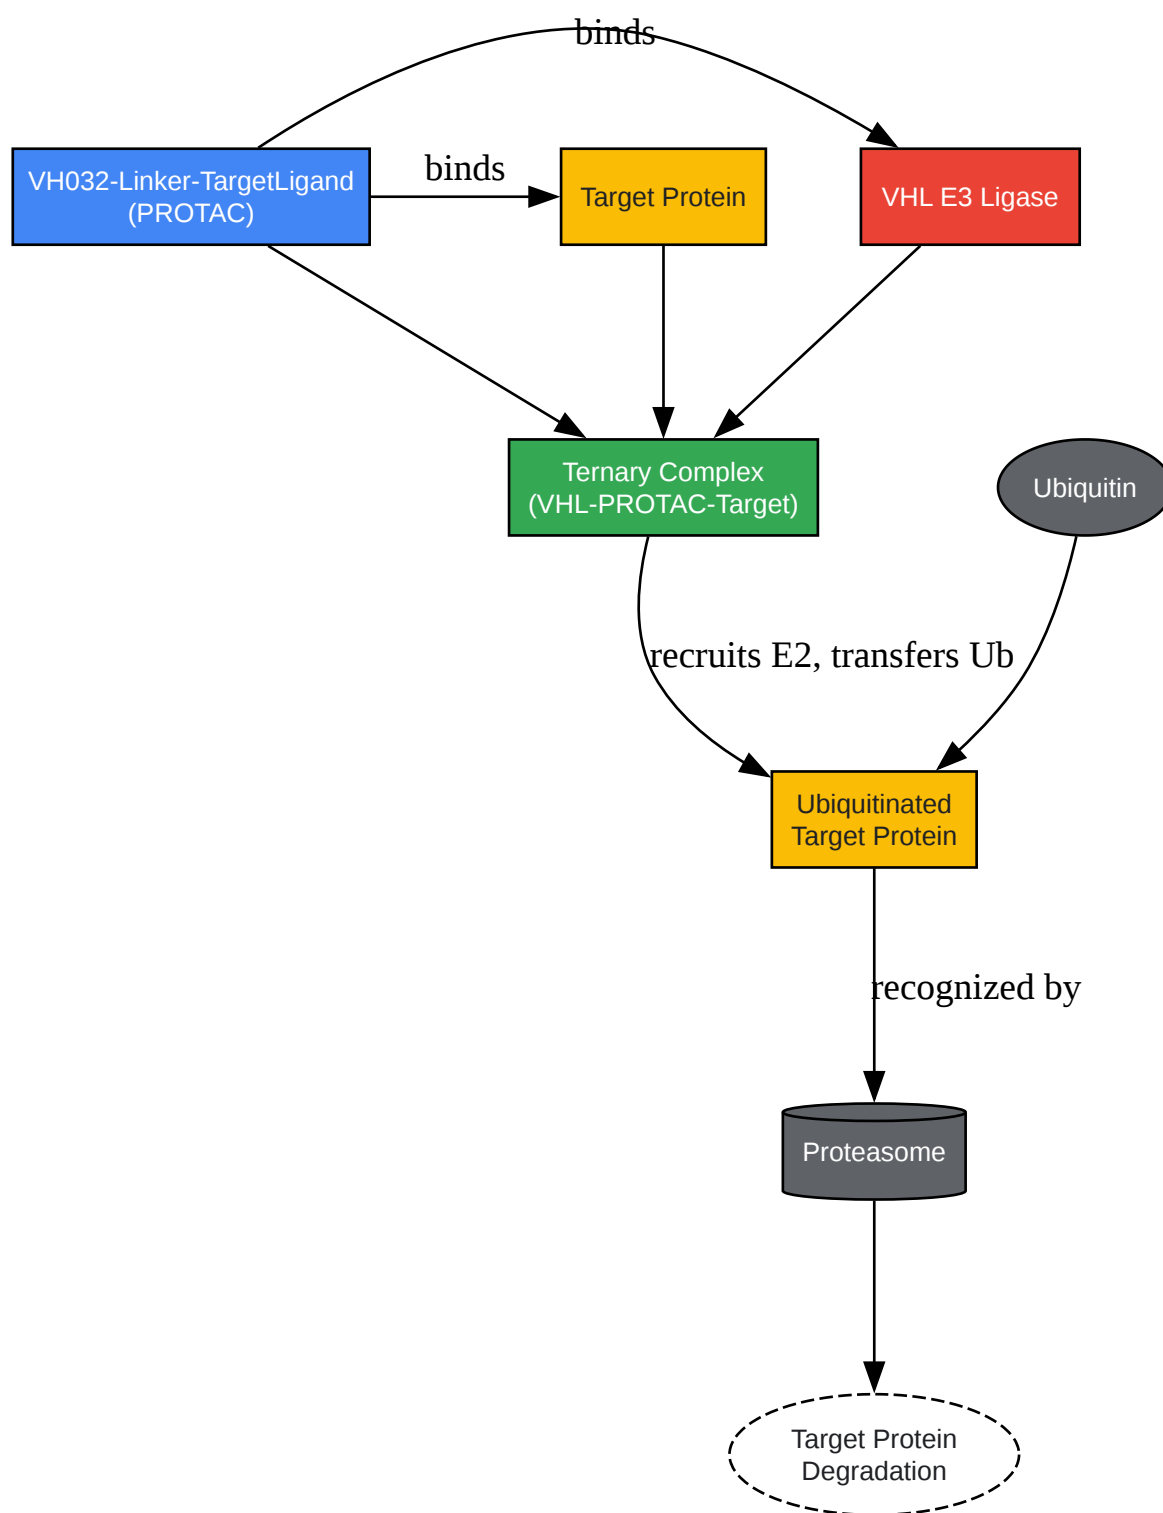 binds
VH032-Linker-TargetLigand
(PROTAC)
binds
Target Protein
VHL E3 Ligase
Ternary Complex
(VHL-PROTAC-Target)
Ubiquitin
recruits E2, transfers Ub
Ubiquitinated
Target Protein
recognized by
Proteasome
Target Protein
Degradation